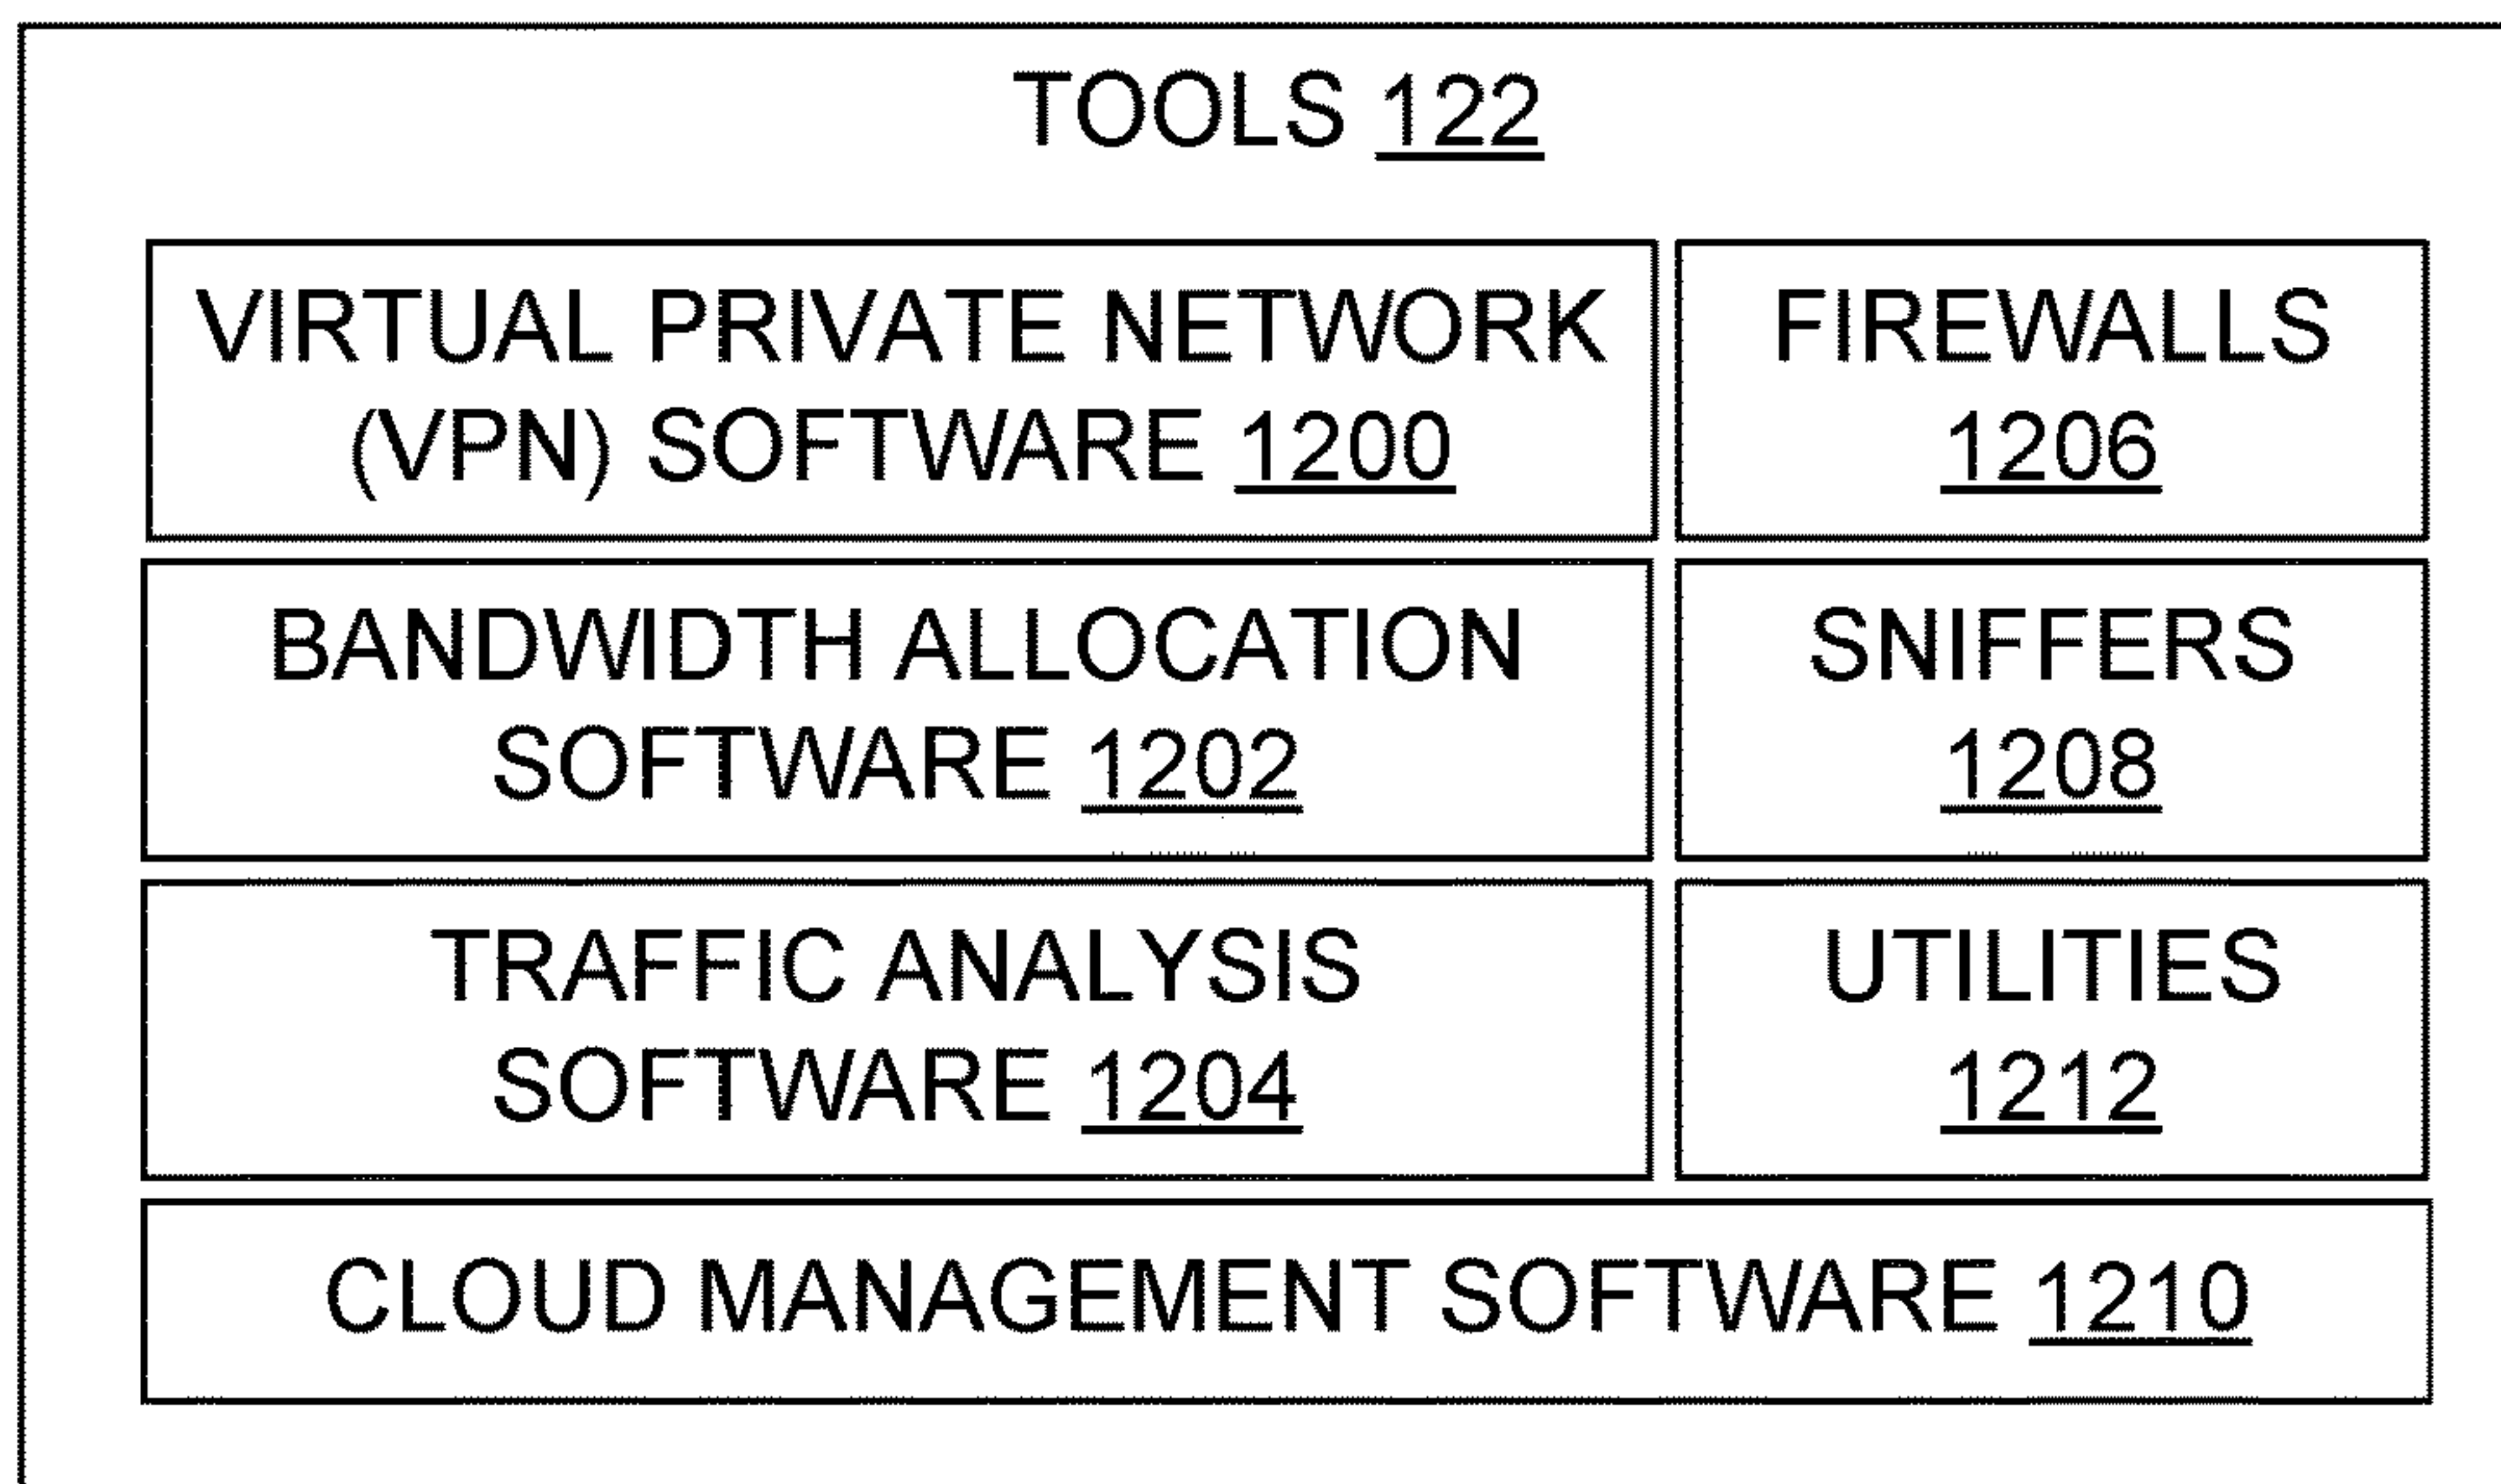 TOOLS 122
VIRTUAL PRIVATE NETWORK
(VPN) SOFTWARE 1200
FIREWALLS
1206
BANDWIDTH ALLOCATION
SOFTWARE 1202
SNIFFERS
1208
TRAFFIC ANALYSIS
SOFTWARE 1204
UTILITIES
1212
CLOUD MANAGEMENT SOFTWARE 1210